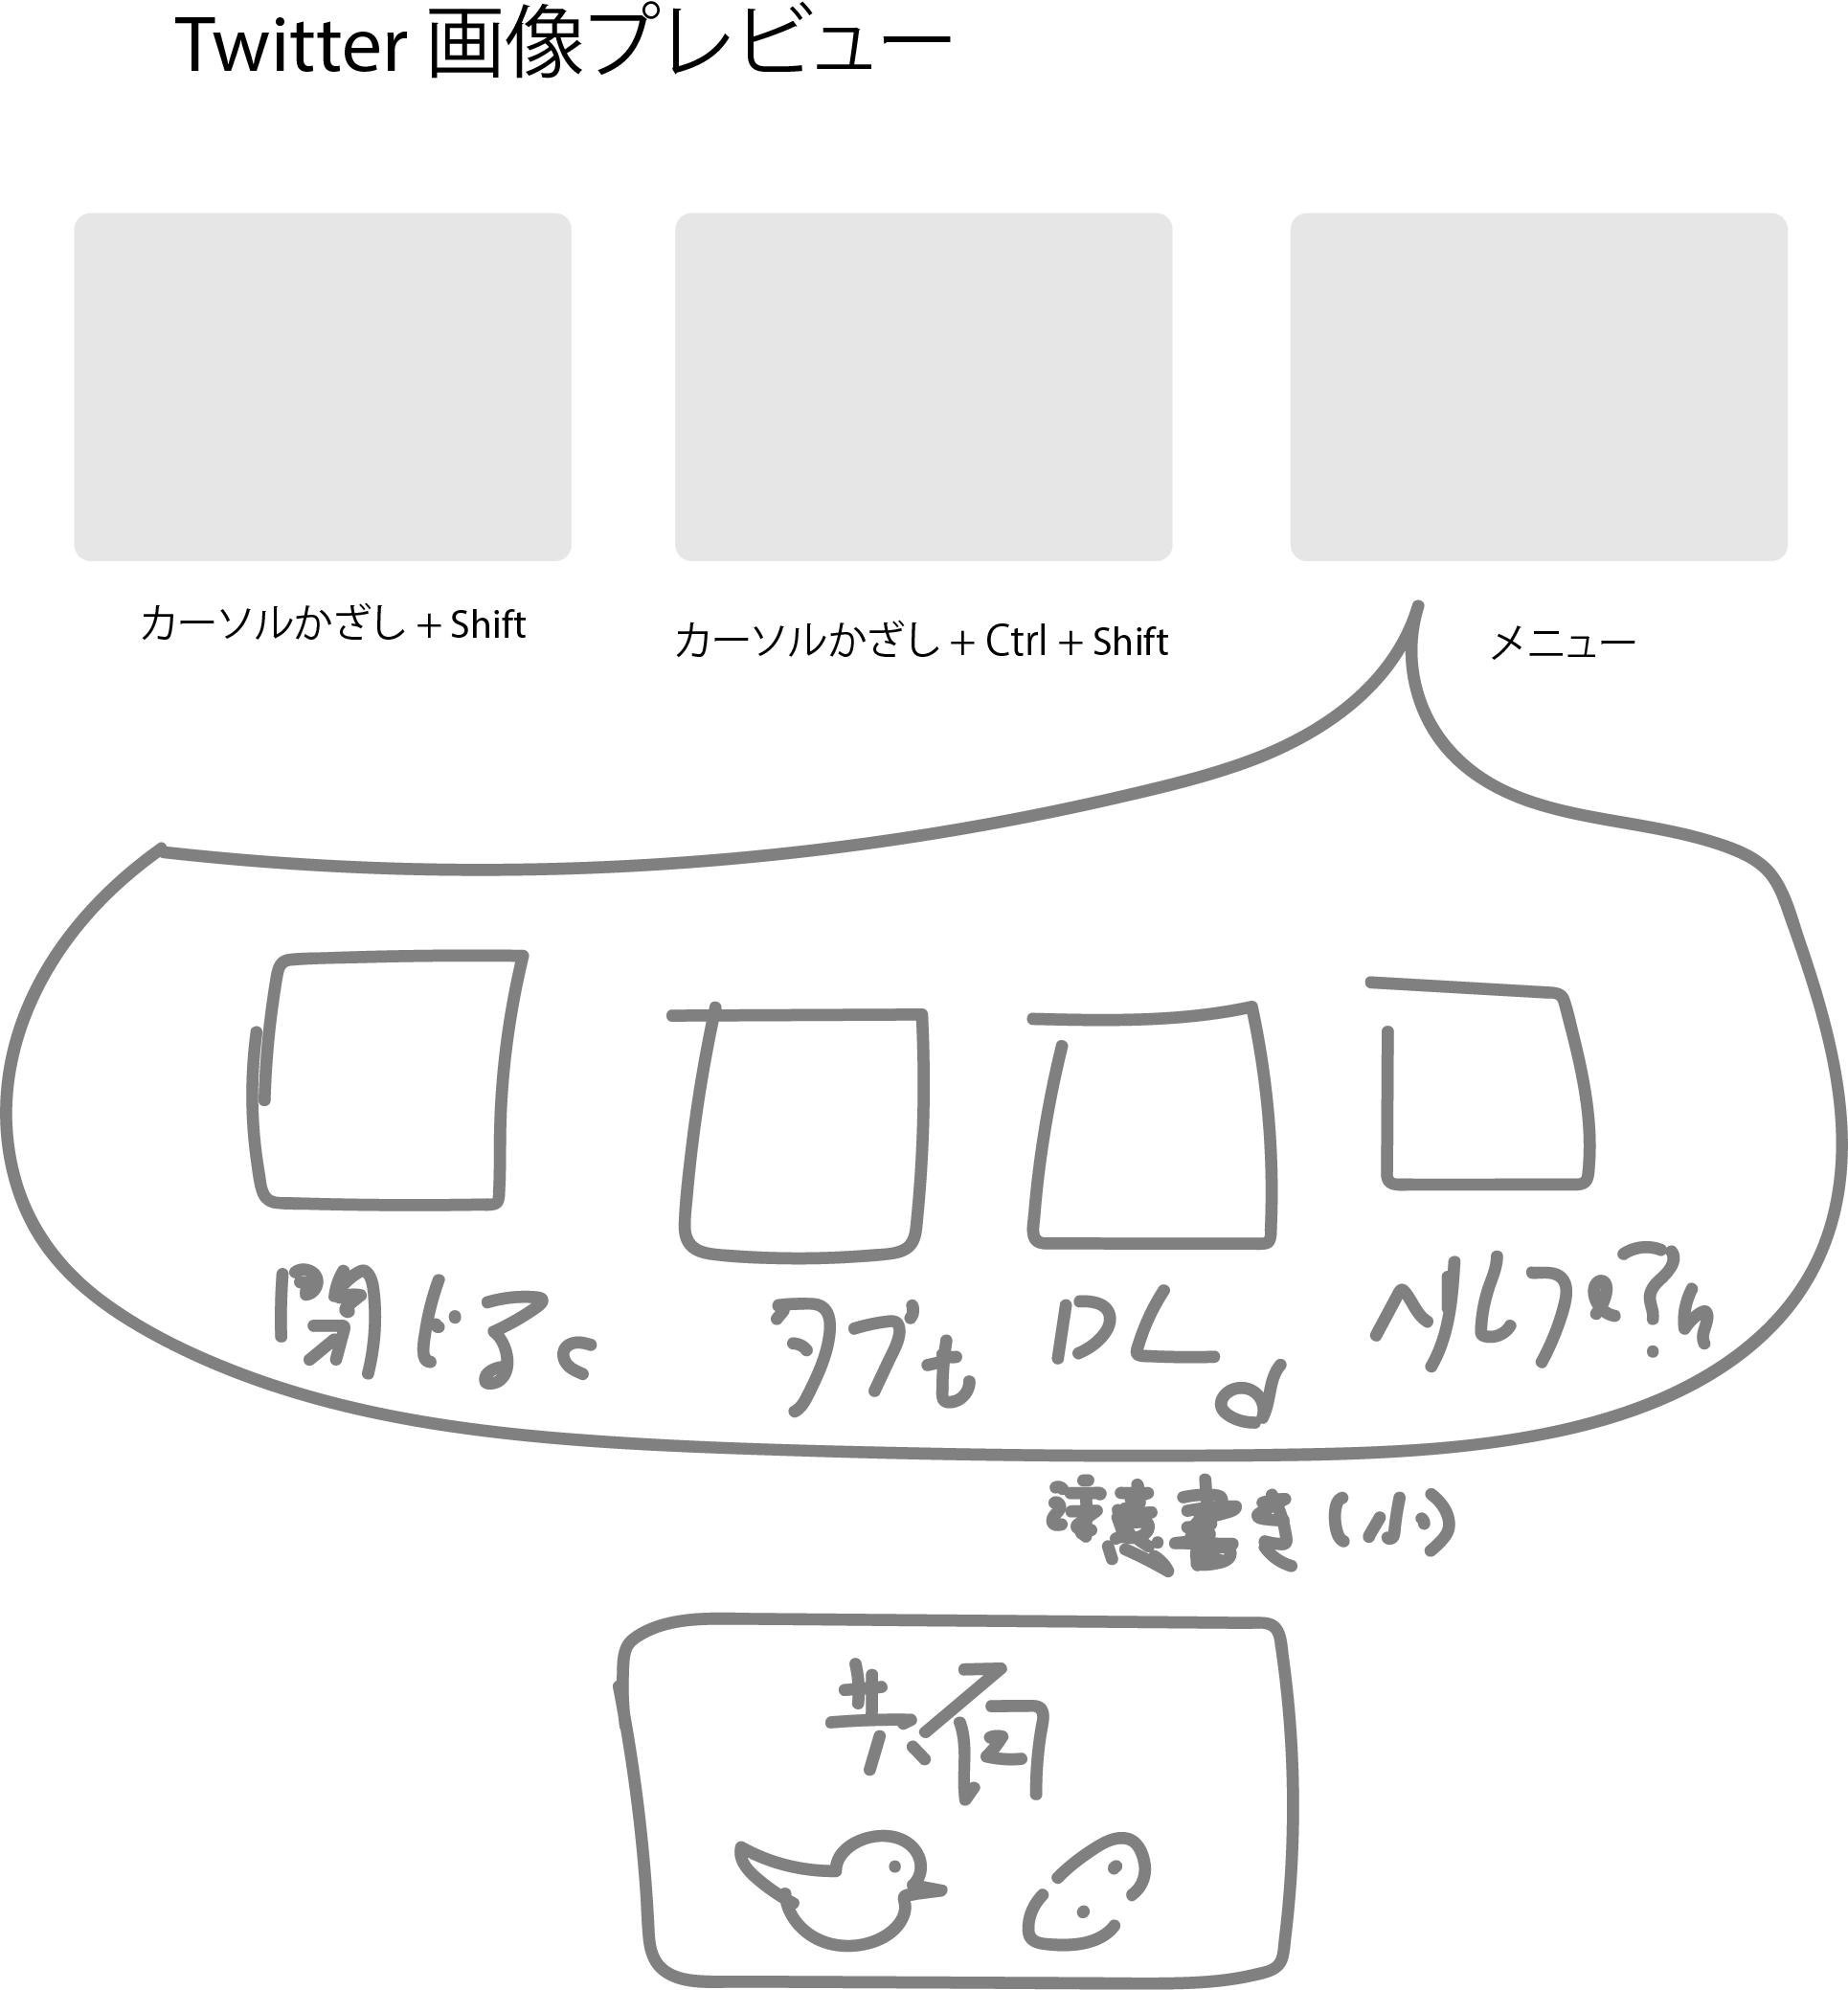 Twitter 画像プレビュー
カーソルかざし + Shift
カーソルかざし + Ctrl + Shift
メニュー
閉じる c
タブ t
DL d
ヘルプ ? h
注意書き (小)
共有